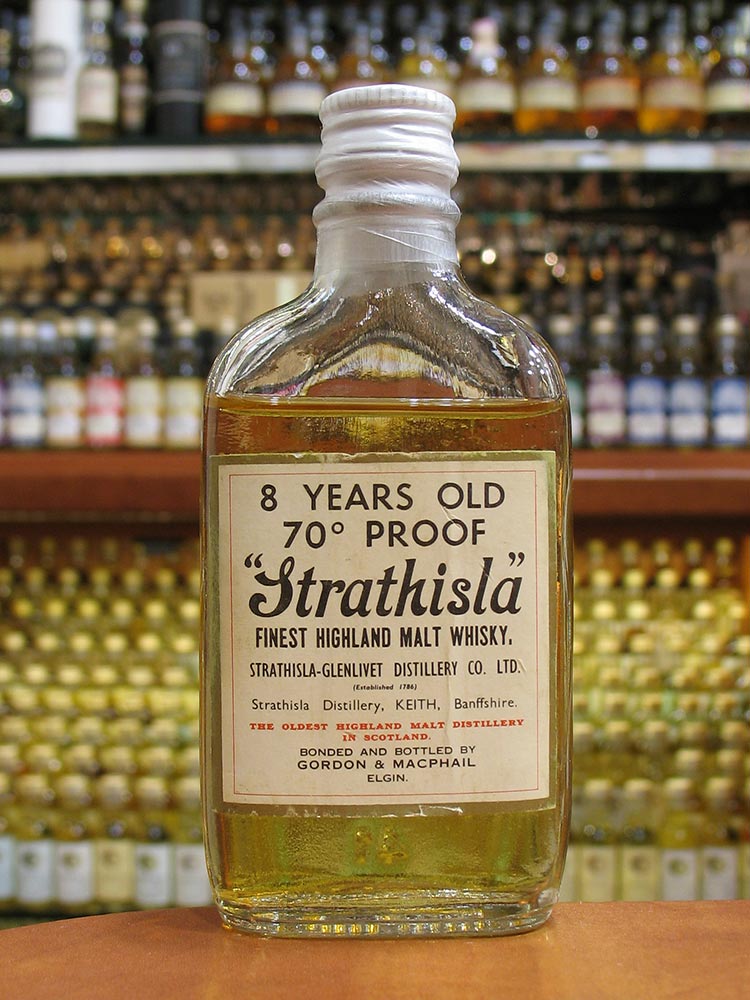 8 YEARS OLD
70° PROOF
"Strathisla"
FINEST HIGHLAND MALT WHISKY.
STRATHISLA-GLENLIVET DISTILLERY CO. LTD.
(Established 1786)
Strathisla Distillery, KEITH, Banffshire.
THE OLDEST HIGHLAND MALT DISTILLERY
IN SCOTLAND.
BONDED AND BOTTLED BY
GORDON & MACPHAIL
ELGIN.